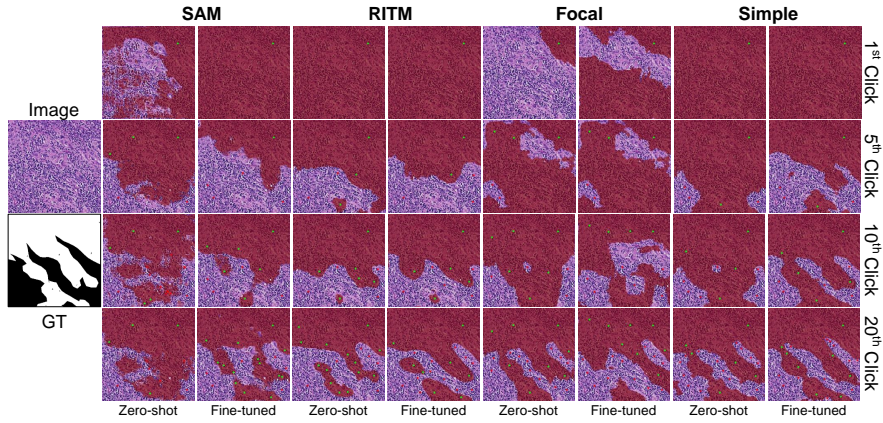 SAM RITM Focal Simple
1st Click
Image
5th Click
10th Click
GT
20th Click
Zero-shot Fine-tuned Zero-shot Fine-tuned Zero-shot Fine-tuned Zero-shot Fine-tuned